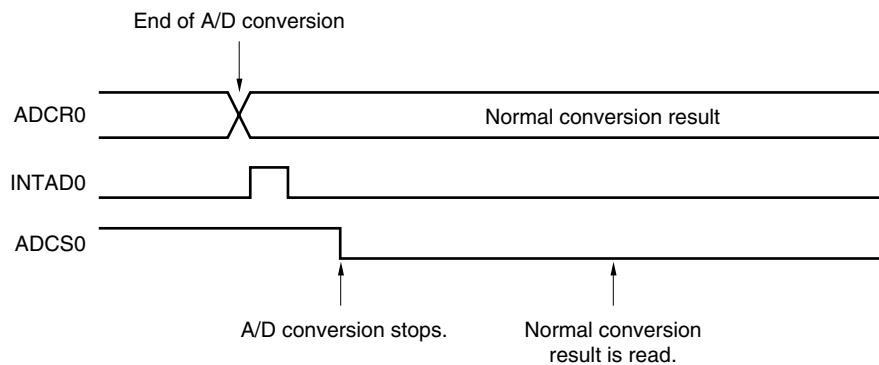 End of A/D conversion
ADCR0
Normal conversion result
INTAD0
ADCS0
A/D conversion stops.
Normal conversion
result is read.